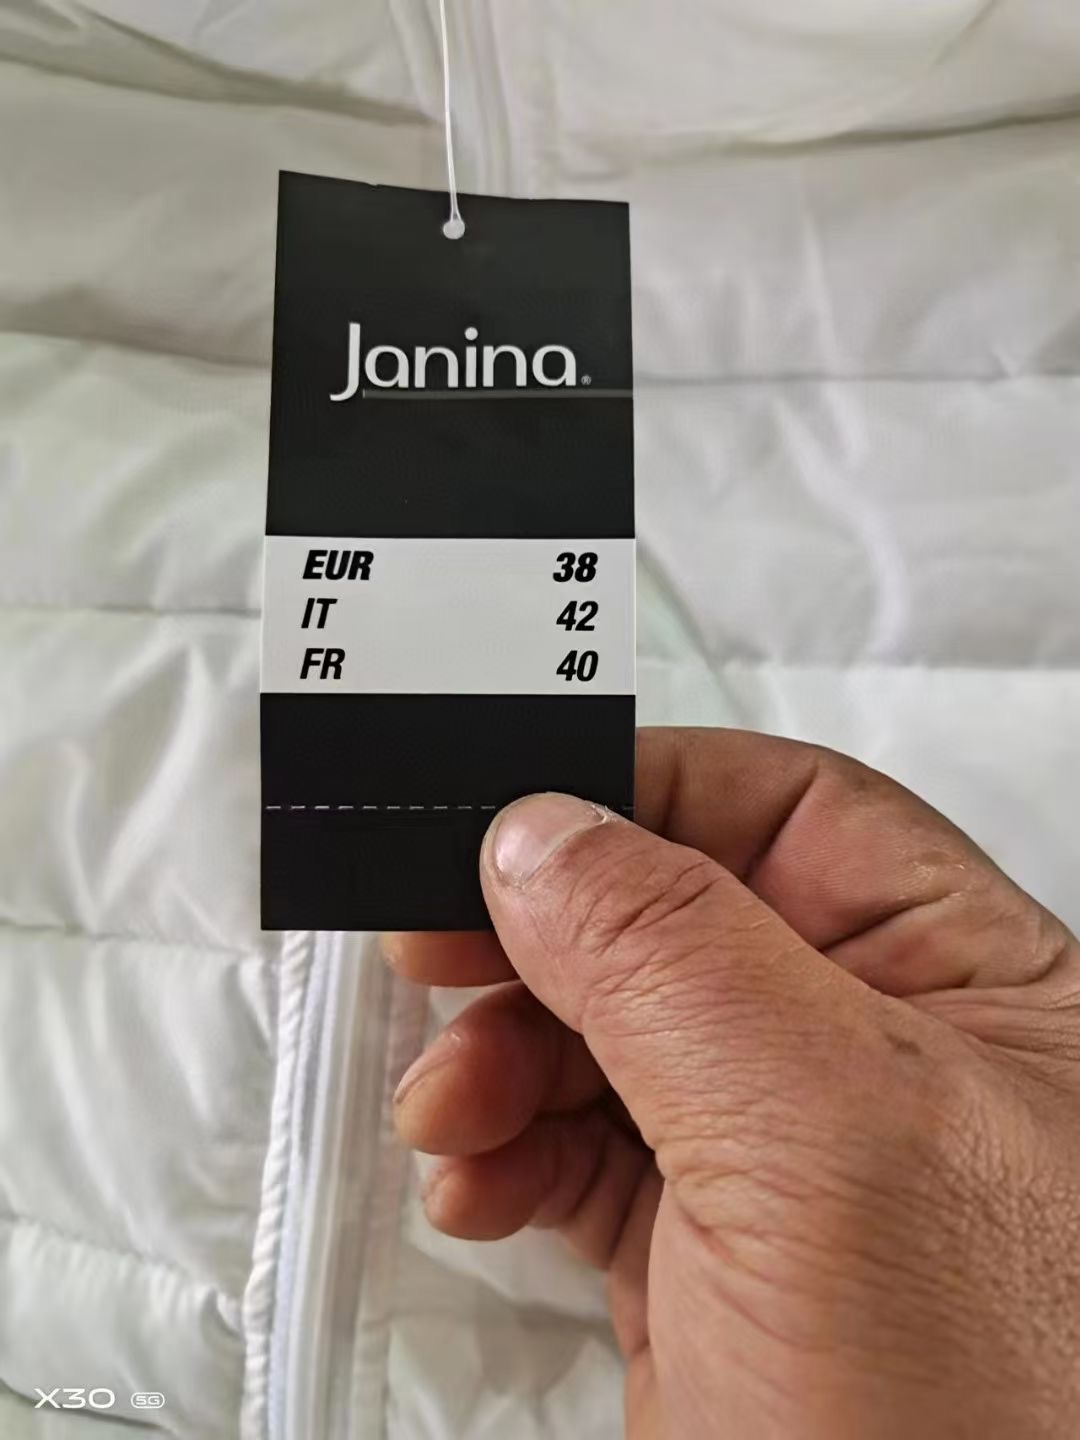 Janina®
EUR 38
IT 42
FR 40
X30 5G